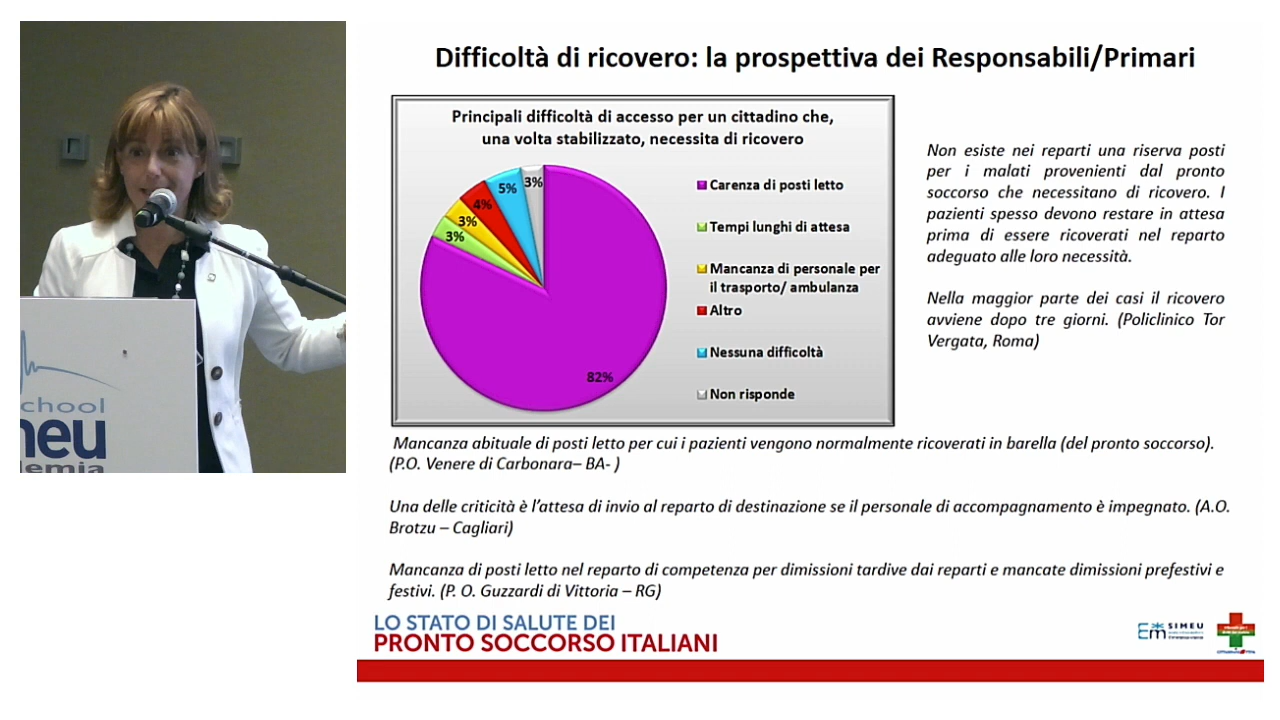 Difficoltà di ricovero: la prospettiva dei Responsabili/Primari
Principali difficoltà di accesso per un cittadino che,
una volta stabilizzato, necessita di ricovero
3%
5%
4%
3%
3%
82%
Carenza di posti letto
Tempi lunghi di attesa
Mancanza di personale per
il trasporto/ ambulanza
Altro
Nessuna difficoltà
Non risponde
Non esiste nei reparti una riserva posti
per i malati provenienti dal pronto
soccorso che necessitano di ricovero. I
pazienti spesso devono restare in attesa
prima di essere ricoverati nel reparto
adeguato alle loro necessità.
Nella maggior parte dei casi il ricovero
avviene dopo tre giorni. (Policlinico Tor
Vergata, Roma)
Mancanza abituale di posti letto per cui i pazienti vengono normalmente ricoverati in barella (del pronto soccorso).
(P.O. Venere di Carbonara– BA- )
Una delle criticità è l’attesa di invio al reparto di destinazione se il personale di accompagnamento è impegnato. (A.O.
Brotzu – Cagliari)
Mancanza di posti letto nel reparto di competenza per dimissioni tardive dai reparti e mancate dimissioni prefestivi e
festivi. (P. O. Guzzardi di Vittoria – RG)
LO STATO DI SALUTE DEI
PRONTO SOCCORSO ITALIANI
SIMEU
chool
eu
emia